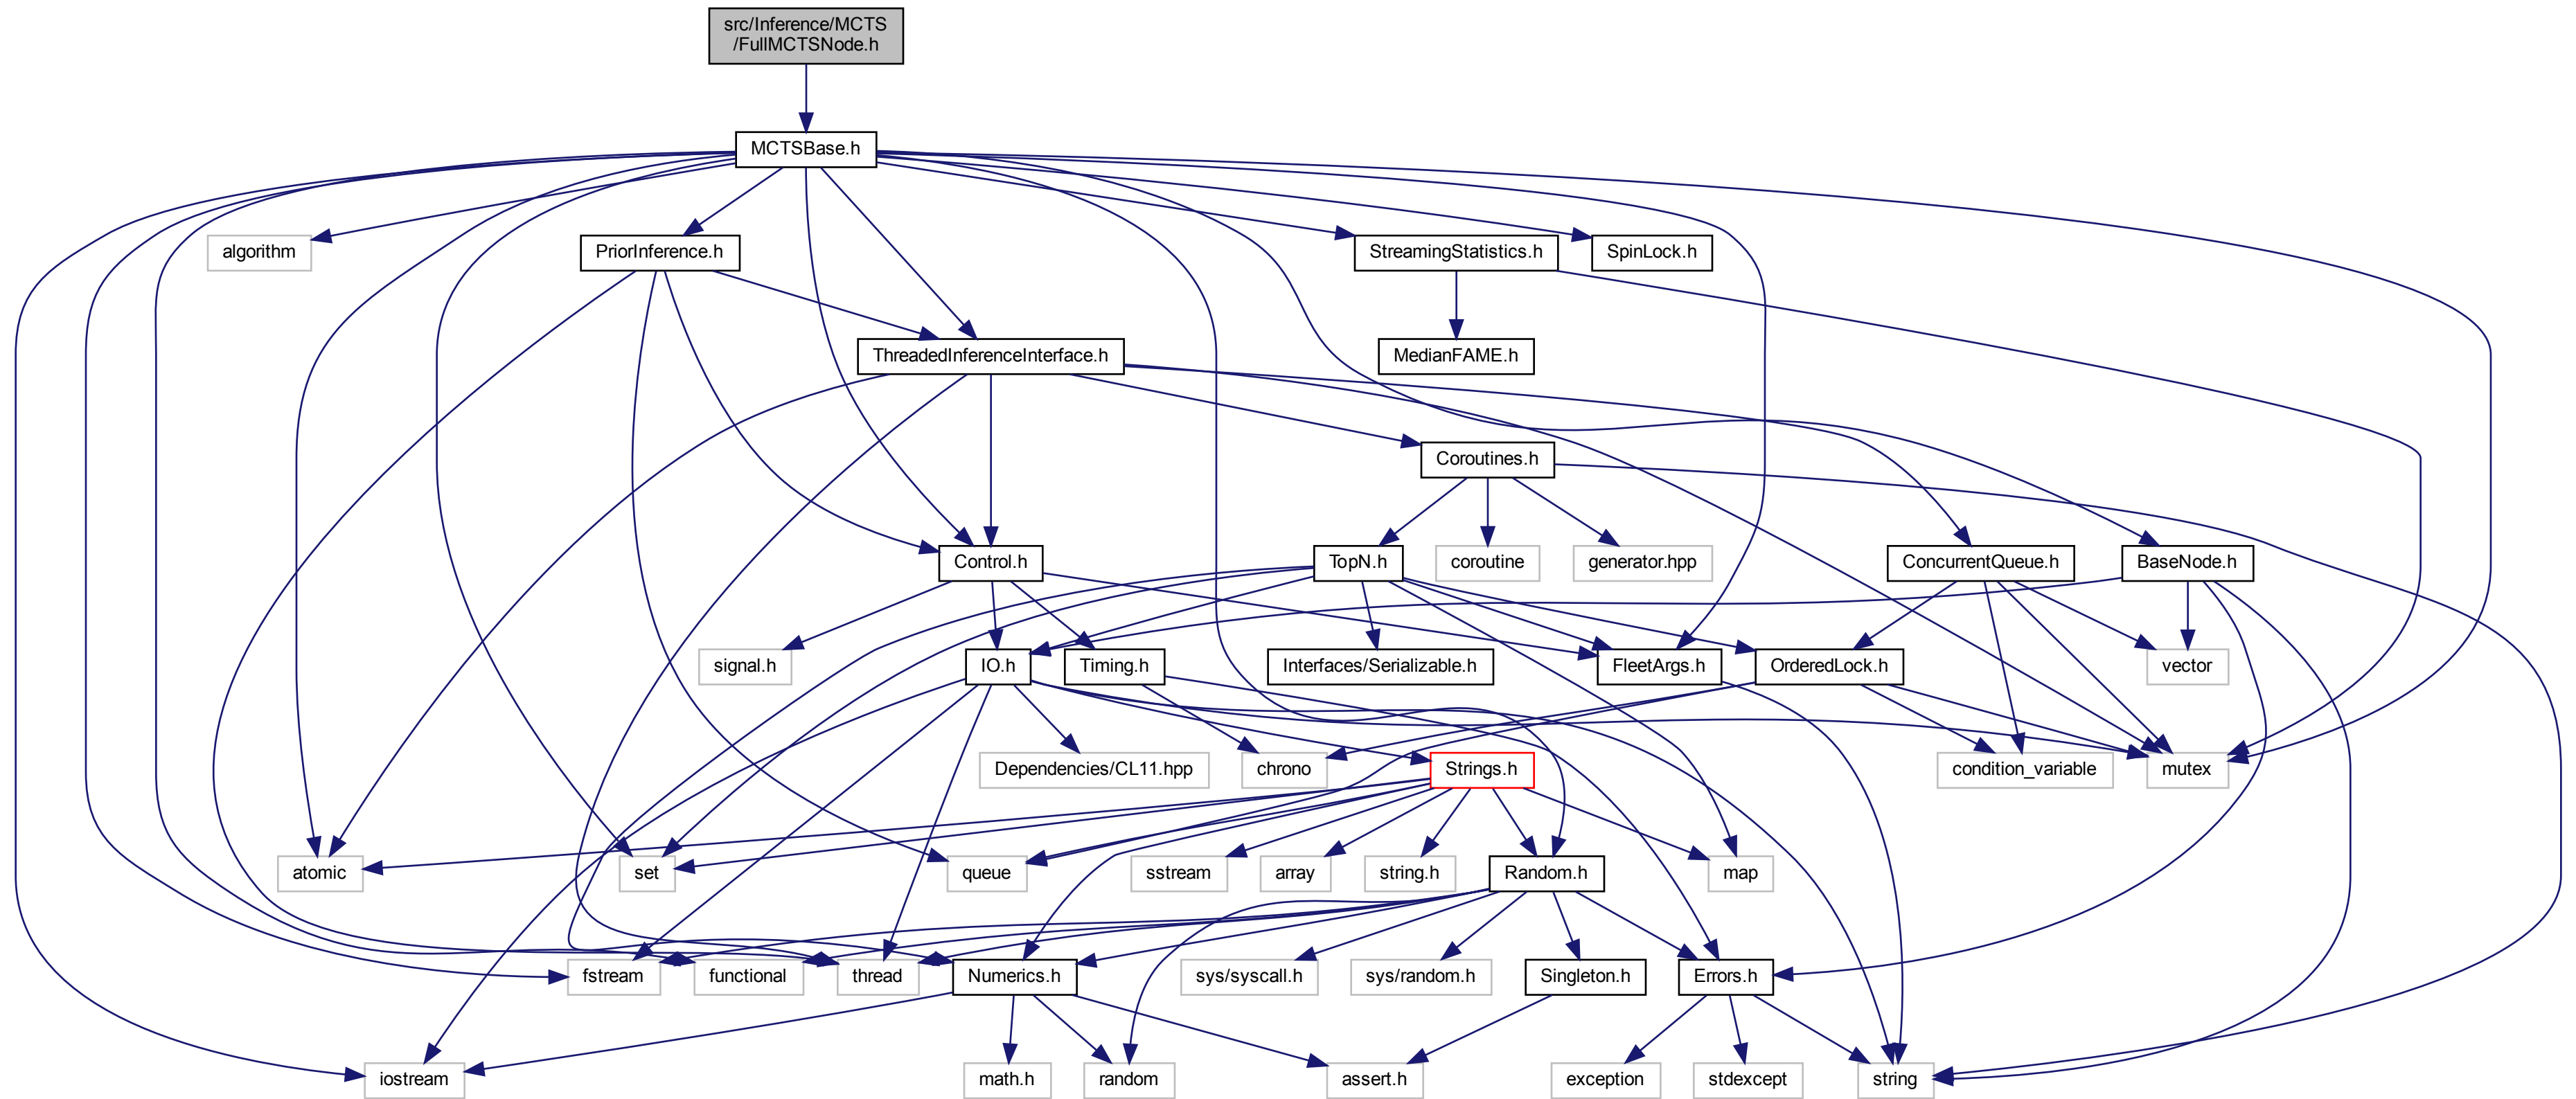 src/Inference/MCTS
/FullMCTSNode.h
MCTSBase.h
algorithm
PriorInference.h
StreamingStatistics.h
SpinLock.h
ThreadedInferenceInterface.h
MedianFAME.h
Coroutines.h
Control.h
TopN.h
coroutine
generator.hpp
ConcurrentQueue.h
BaseNode.h
signal.h
IO.h
Timing.h
Interfaces/Serializable.h
FleetArgs.h
OrderedLock.h
vector
Dependencies/CL11.hpp
chrono
Strings.h
condition_variable
mutex
atomic
set
queue
sstream
array
string.h
Random.h
map
fstream
functional
thread
Numerics.h
sys/syscall.h
sys/random.h
Singleton.h
Errors.h
iostream
math.h
random
assert.h
exception
stdexcept
string